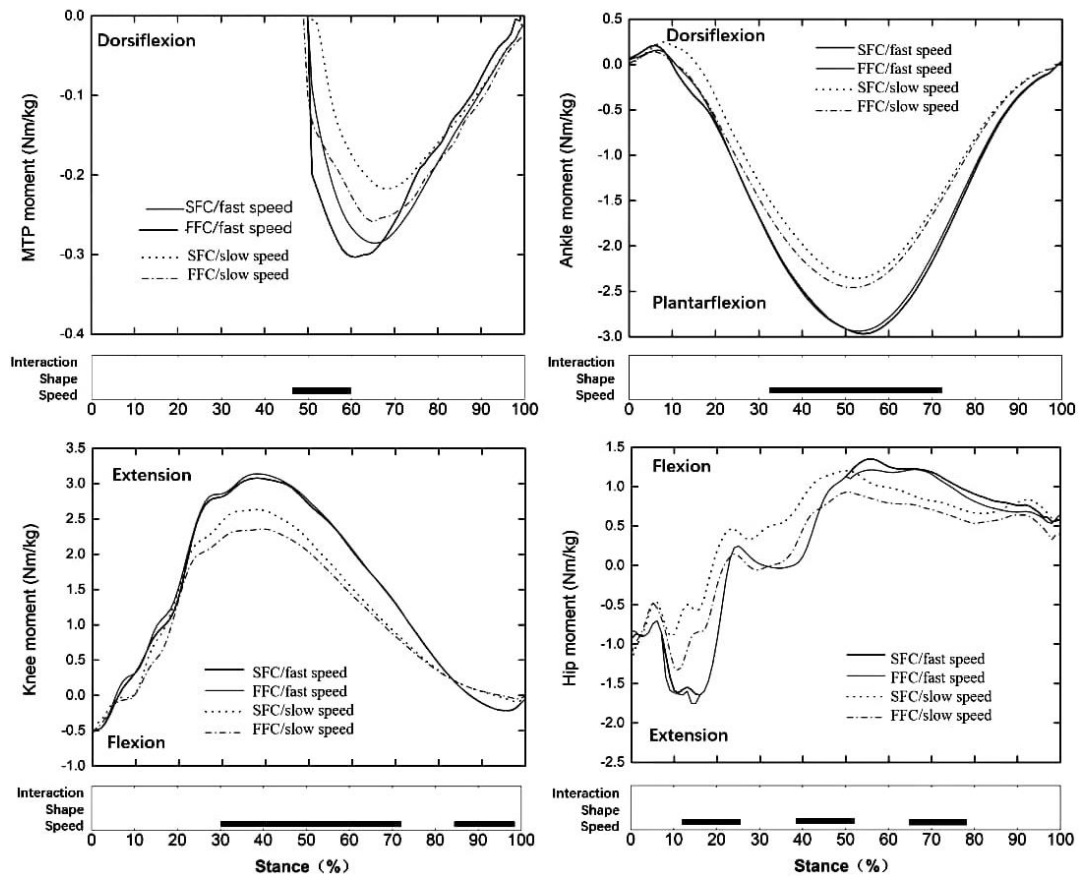 MTP moment (Nm/kg)
0.0
-0.1
-0.2
-0.3
-0.4
Dorsiflexion
SFC/fast speed
FFC/fast speed
SFC/slow speed
FFC/slow speed
Interaction
Shape
Speed
0 10 20 30 40 50 60 70 80 90 100
Ankle moment (Nm/kg)
0.5
0.0
-0.5
-1.0
-1.5
-2.0
-2.5
-3.0
Dorsiflexion
SFC/fast speed
FFC/fast speed
SFC/slow speed
FFC/slow speed
Plantarflexion
Interaction
Shape
Speed
0 10 20 30 40 50 60 70 80 90 100
Knee moment (Nm/kg)
3.5
3.0
2.5
2.0
1.5
1.0
0.5
0.0
-0.5
-1.0
Extension
SFC/fast speed
FFC/fast speed
SFC/slow speed
FFC/slow speed
Flexion
Interaction
Shape
Speed
0 10 20 30 40 50 60 70 80 90 100
Stance（%）
Hip moment (Nm/kg)
1.5
1.0
0.5
0.0
-0.5
-1.0
-1.5
-2.0
-2.5
Flexion
SFC/fast speed
FFC/fast speed
SFC/slow speed
FFC/slow speed
Extension
Interaction
Shape
Speed
0 10 20 30 40 50 60 70 80 90 100
Stance（%）